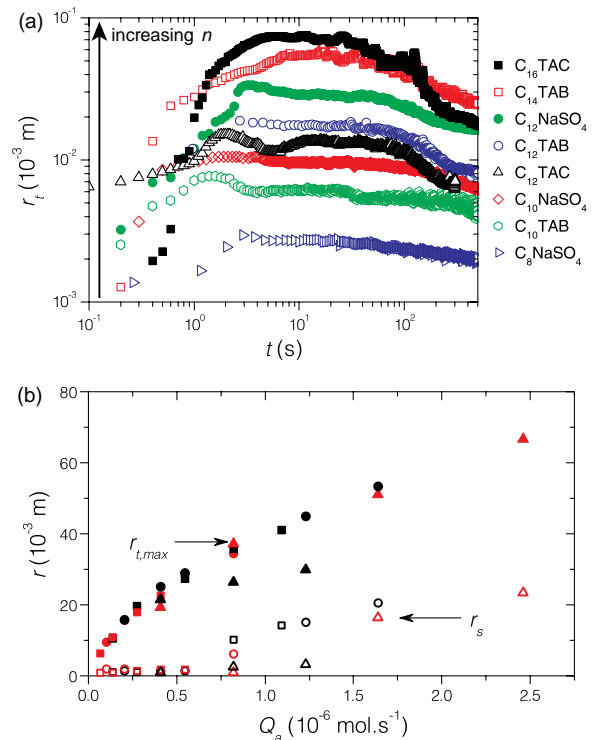 (a)
increasing n
r_t (10^-3 m)
10^-1
10^-2
10^-3
10^-1 10^0 10^1 10^2
t (s)
C16TAC
C14TAB
C12NaSO4
C12TAB
C12TAC
C10NaSO4
C10TAB
C8NaSO4
(b)
r (10^-3 m)
80
60
40
20
0
r_t,max
r_s
0.0 0.5 1.0 1.5 2.0 2.5
Q_a (10^-6 mol.s^-1)